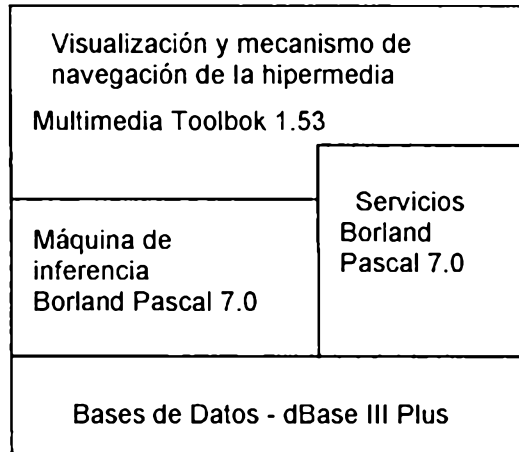 Visualización y mecanismo de
navegación de la hipermedia
Multimedia Toolbok 1.53
Servicios
Borland
Pascal 7.0
Máquina de
inferencia
Borland Pascal 7.0
Bases de Datos - dBase III Plus